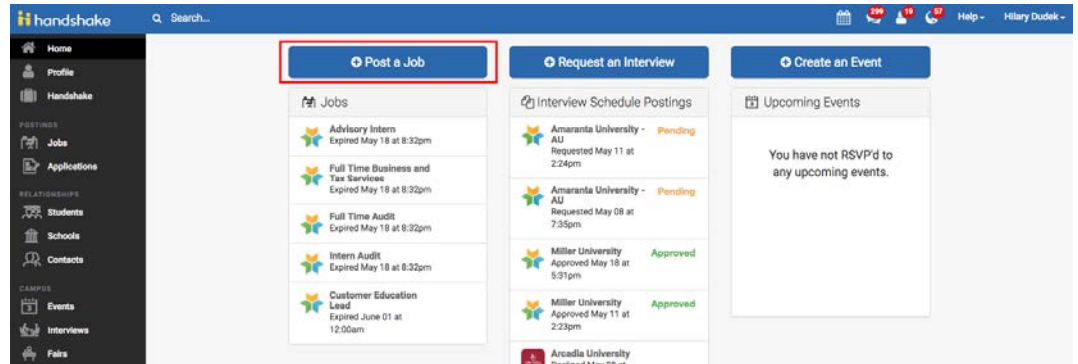 handshake
Search...
299
19
57
Help
Hilary Dudek
Home
Profile
Handshake
POSTINGS
Jobs
Applications
RELATIONSHIPS
Students
Schools
Contacts
CAMPUS
Events
Interviews
Fairs
Post a Job
Jobs
Advisory Intern
Expired May 18 at 8:32pm
Full Time Business and
Tax Services
Expired May 18 at 8:32pm
Full Time Audit
Expired May 18 at 8:32pm
Intern Audit
Expired May 18 at 8:32pm
Customer Education
Lead
Expired June 01 at
12:00am
Request an Interview
Interview Schedule Postings
Amaranta University - Pending
AU
Requested May 11 at
2:24pm
Amaranta University - Pending
AU
Requested May 08 at
7:35pm
Miller University Approved
Approved May 18 at
5:31pm
Miller University Approved
Approved May 11 at
2:23pm
Arcadia University
Create an Event
Upcoming Events
You have not RSVP'd to
any upcoming events.